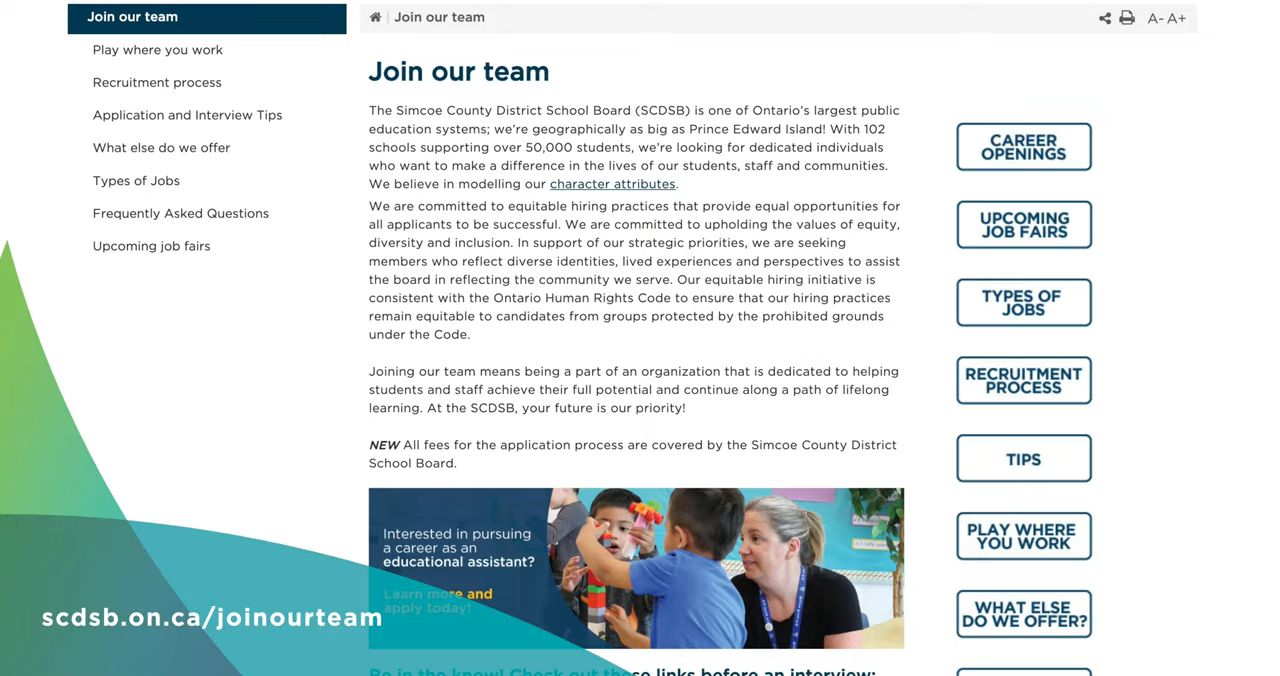 Join our team
Play where you work
Recruitment process
Application and Interview Tips
What else do we offer
Types of Jobs
Frequently Asked Questions
Upcoming job fairs
Join our team
A- A+
Join our team
The Simcoe County District School Board (SCDSB) is one of Ontario's largest public
education systems; we're geographically as big as Prince Edward Island! With 102
schools supporting over 50,000 students, we're looking for dedicated individuals
who want to make a difference in the lives of our students, staff and communities.
We believe in modelling our character attributes.
We are committed to equitable hiring practices that provide equal opportunities for
all applicants to be successful. We are committed to upholding the values of equity,
diversity and inclusion. In support of our strategic priorities, we are seeking
members who reflect diverse identities, lived experiences and perspectives to assist
the board in reflecting the community we serve. Our equitable hiring initiative is
consistent with the Ontario Human Rights Code to ensure that our hiring practices
remain equitable to candidates from groups protected by the prohibited grounds
under the Code.
Joining our team means being a part of an organization that is dedicated to helping
students and staff achieve their full potential and continue along a path of lifelong
learning. At the SCDSB, your future is our priority!
NEW All fees for the application process are covered by the Simcoe County District
School Board.
Interested in pursuing
a career as an
educational assistant?
Learn more and
apply today!
Be in the know! Check out these links before an interview:
CAREER
OPENINGS
UPCOMING
JOB FAIRS
TYPES OF
JOBS
RECRUITMENT
PROCESS
TIPS
PLAY WHERE
YOU WORK
WHAT ELSE
DO WE OFFER?
scdsb.on.ca/joinourteam